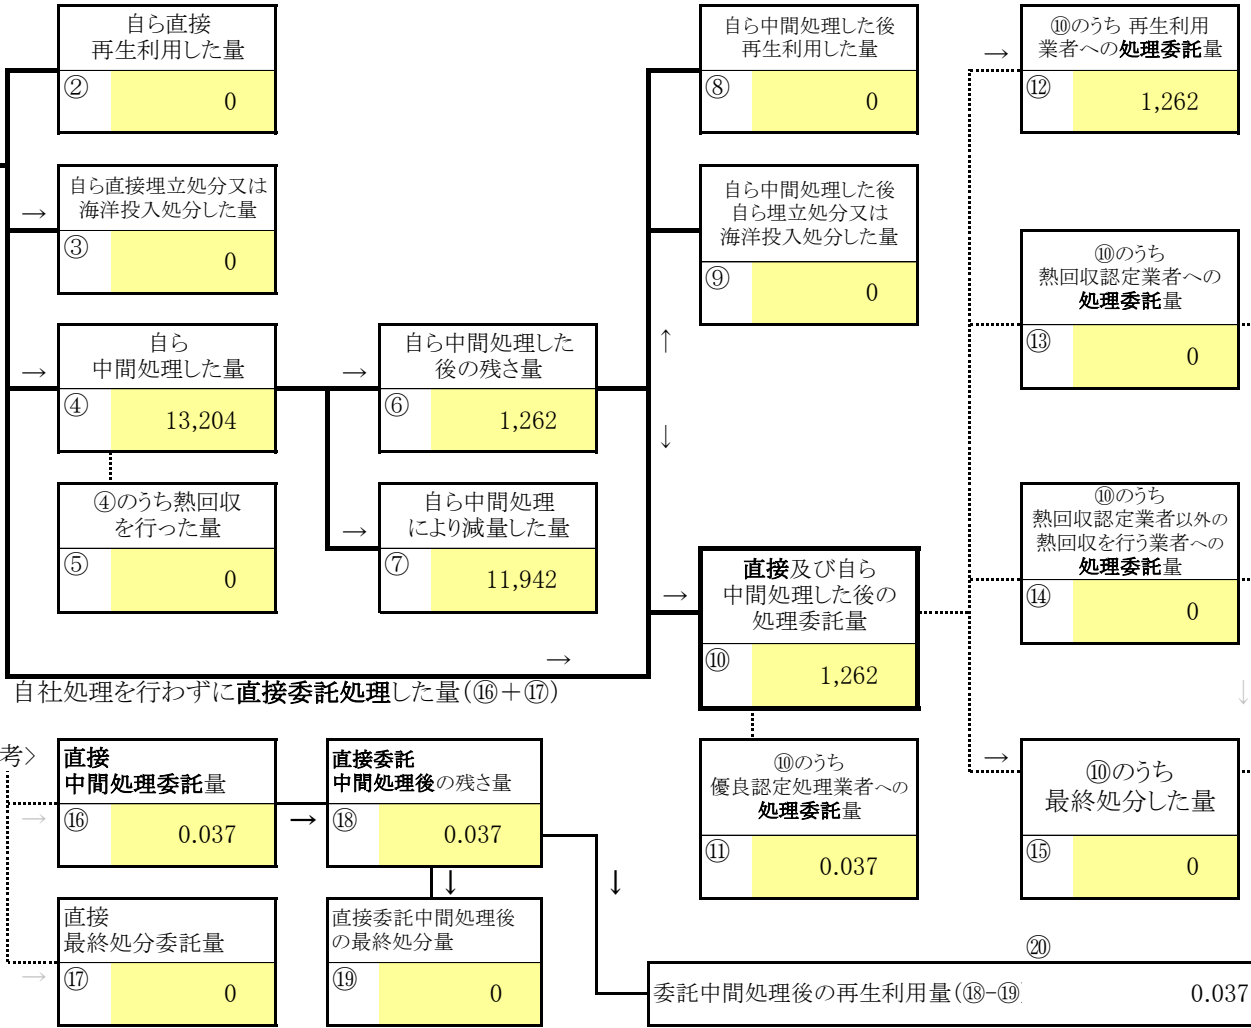 自ら直接
再生利用した量
②
0
自ら中間処理した後
再生利用した量
⑧
0
→
⑩のうち 再生利用
業者への処理委託量
⑫
1,262
→
自ら直接埋立処分又は
海洋投入処分した量
③
0
自ら中間処理した後
自ら埋立処分又は
海洋投入処分した量
⑨
0
⑩のうち
熱回収認定業者への
処理委託量
⑬
0
→
自ら
中間処理した量
④
13,204
→
自ら中間処理した
後の残さ量
⑥
1,262
↑
↓
④のうち熱回収
を行った量
⑤
0
→
自ら中間処理
により減量した量
⑦
11,942
⑩のうち
熱回収認定業者以外の
熱回収を行う業者への
処理委託量
⑭
0
→
直接及び自ら
中間処理した後の
処理委託量
⑩
1,262
→
自社処理を行わずに直接委託処理した量(⑯＋⑰)
↓
考>
→
直接
中間処理委託量
⑯
0.037
→
直接委託
中間処理後の残さ量
⑱
0.037
⑩のうち
優良認定処理業者への
処理委託量
⑪
0.037
→
⑩のうち
最終処分した量
⑮
0
↓
↓
→
直接
最終処分委託量
⑰
0
直接委託中間処理後
の最終処分量
⑲
0
⑳
委託中間処理後の再生利用量(⑱−⑲)
0.037